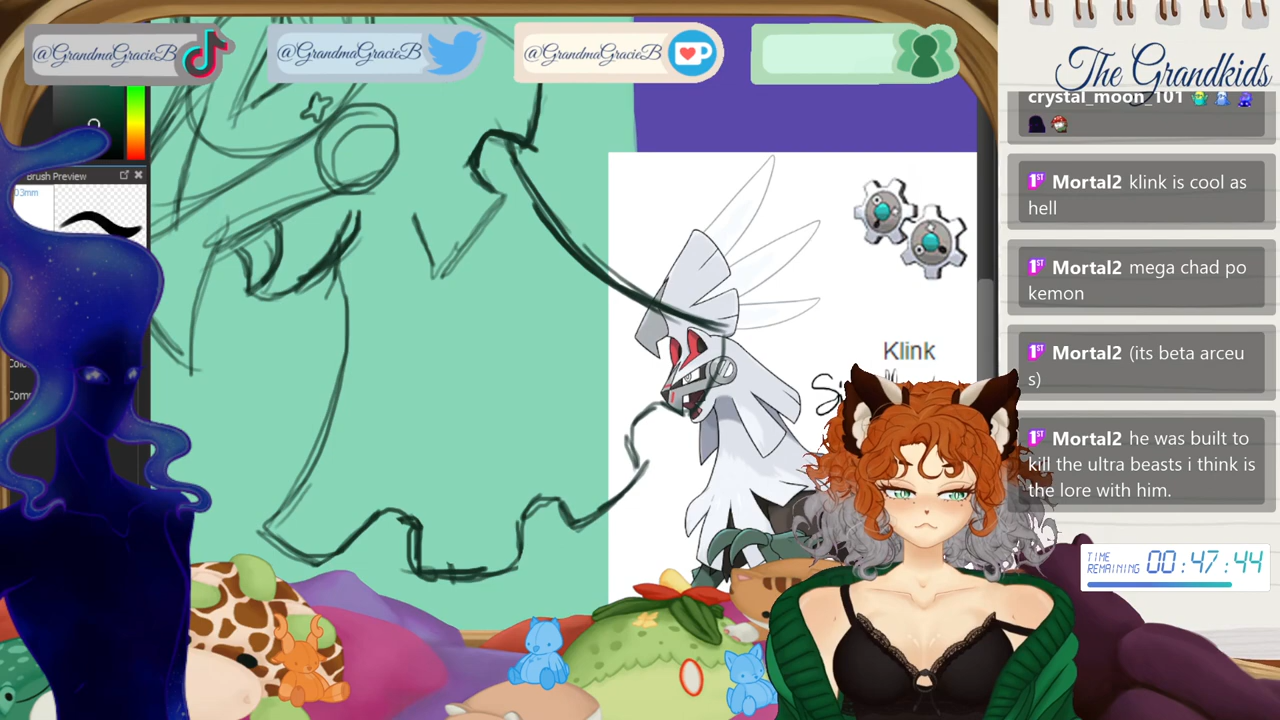 @GrandmaGracieB
@GrandmaGracieB
@GrandmaGracieB
The Grandkids
crystal_moon_101
Brush Preview
03mm
Mortal2 klink is cool as
hell
Mortal2 mega chad po
kemon
Mortal2 (its beta arceu
s)
Mortal2 he was built to
kill the ultra beasts i think is
the lore with him.
Klink
TIME
REMAINING 00:47:44